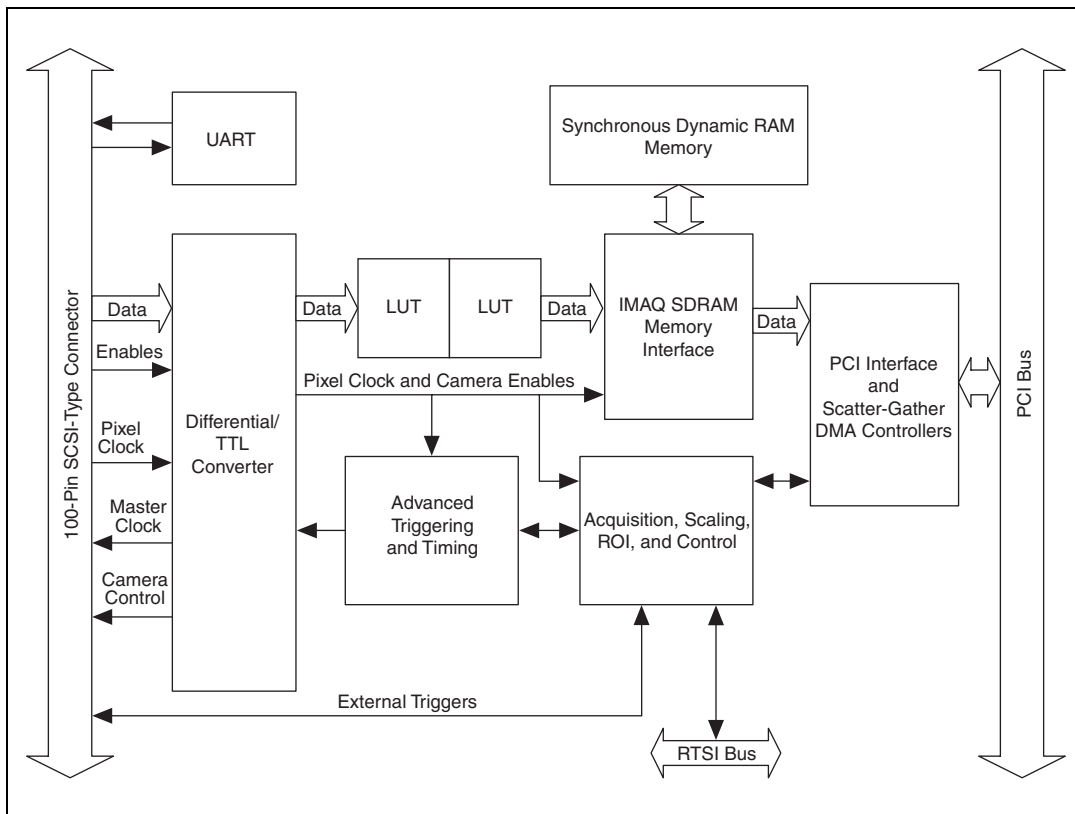 UART
Synchronous Dynamic RAM
Memory
100-Pin SCSI-Type Connector
Data
Enables
Pixel
Clock
Master
Clock
Camera
Control
Differential/
TTL
Converter
Data
LUT
LUT
Data
IMAQ SDRAM
Memory
Interface
Data
PCI Interface
and
Scatter-Gather
DMA Controllers
PCI Bus
Pixel Clock and Camera Enables
Advanced
Triggering
and Timing
Acquisition, Scaling,
ROI, and Control
External Triggers
RTSI Bus